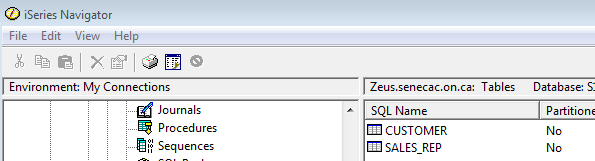 iSeries Navigator
File Edit View Help
Environment: My Connections
Zeus.senecac.on.ca: Tables Database:
SQL Name Partitione
Journals
Procedures
Sequences
CUSTOMER No
SALES_REP No